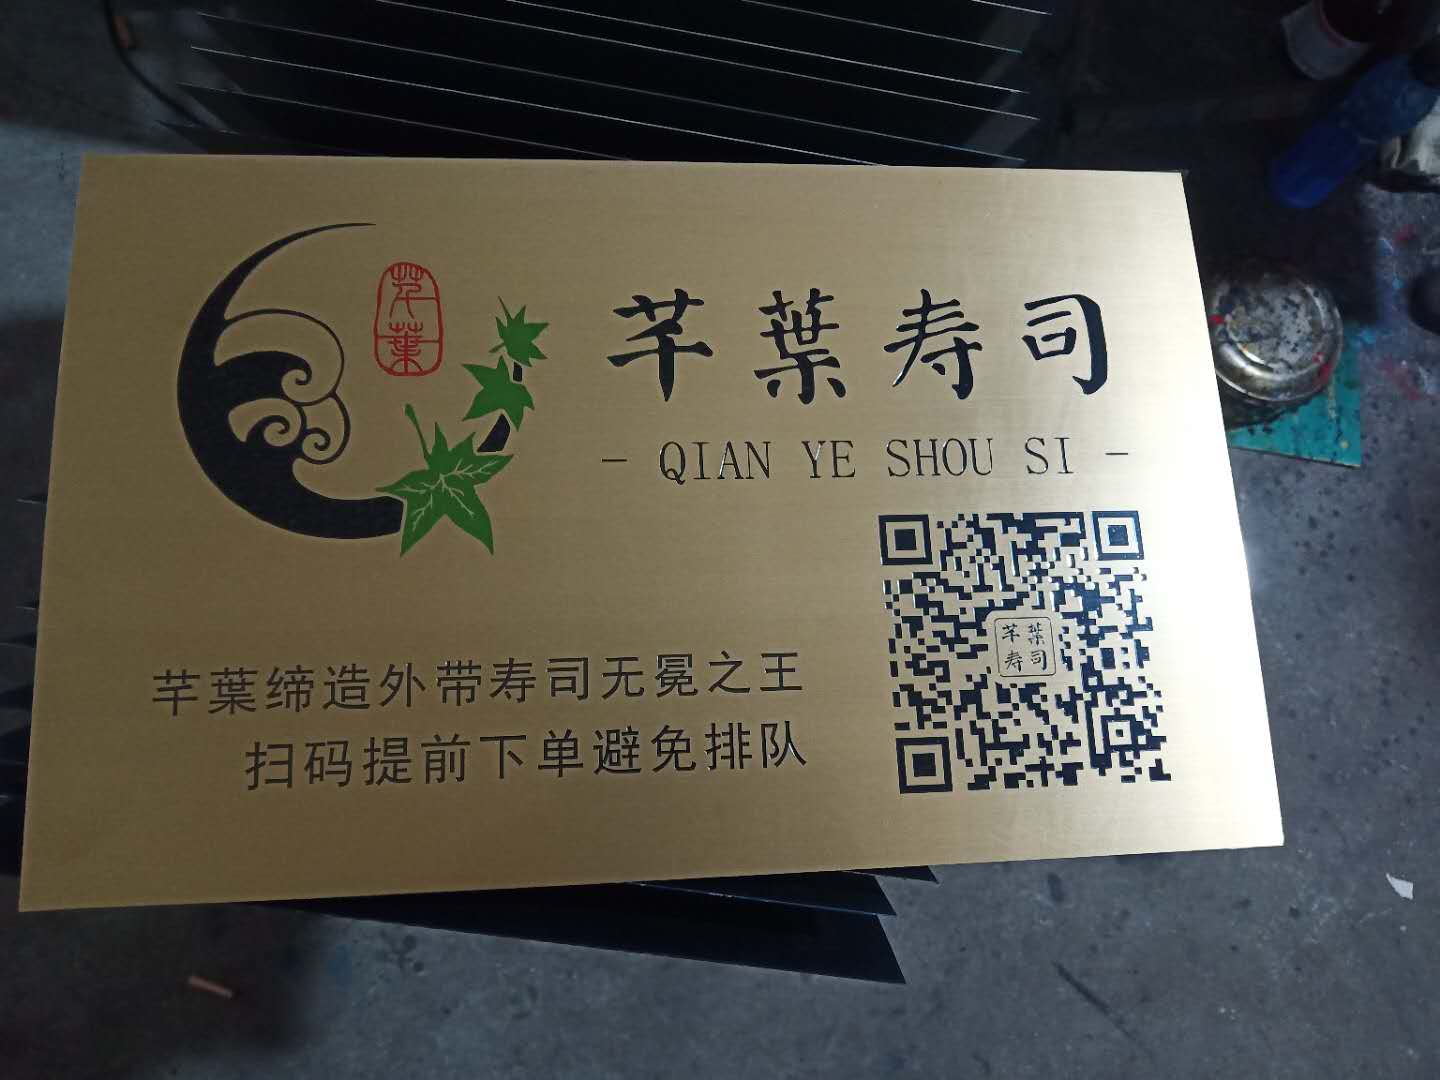 芊葉
芊葉寿司
- QIAN YE SHOU SI -
芊葉
寿司
芊葉缔造外带寿司无冕之王
扫码提前下单避免排队